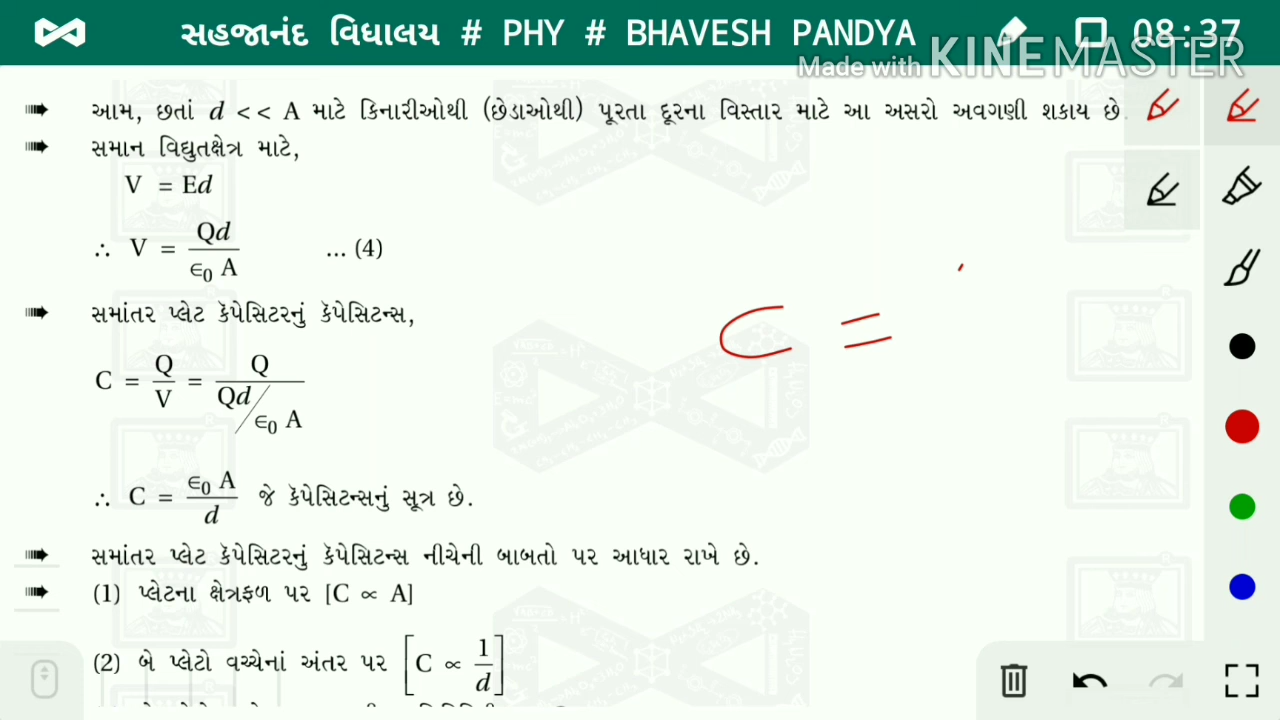 સહજાનંદ વિધાલય # PHY # BHAVESH PANDYA 08:37
Made with KINEMASTER
આમ, છતાં d << A માટે કિનારીઓથી (છેડાઓથી) પૂરતા દૂરના વિસ્તાર માટે આ અસરો અવગણી શકાય છે.
સમાન વિદ્યુતક્ષેત્ર માટે,
V = Ed
∴ V = Qd / ∈0 A ... (4)
સમાંતર પ્લેટ કૅપેસિટરનું કૅપેસિટન્સ,
C = Q / V = Q / Qd / ∈0 A
C =
∴ C = ∈0 A / d જે કૅપેસિટન્સનું સૂત્ર છે.
સમાંતર પ્લેટ કૅપેસિટરનું કૅપેસિટન્સ નીચેની બાબતો પર આધાર રાખે છે.
(1) પ્લેટના ક્ષેત્રફળ પર [C ∝ A]
(2) બે પ્લેટો વચ્ચેનાં અંતર પર [C ∝ 1 / d]